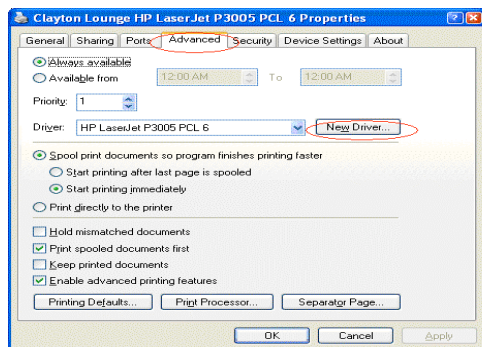 Clayton Lounge HP LaserJet P3005 PCL 6 Properties
General Sharing Ports Advanced Security Device Settings About
Always available
Available from 12:00 AM To 12:00 AM
Priority: 1
Driver: HP LaserJet P3005 PCL 6 New Driver...
Spool print documents so program finishes printing faster
Start printing after last page is spooled
Start printing immediately
Print directly to the printer
Hold mismatched documents
Print spooled documents first
Keep printed documents
Enable advanced printing features
Printing Defaults... Print Processor... Separator Page...
OK Cancel Apply